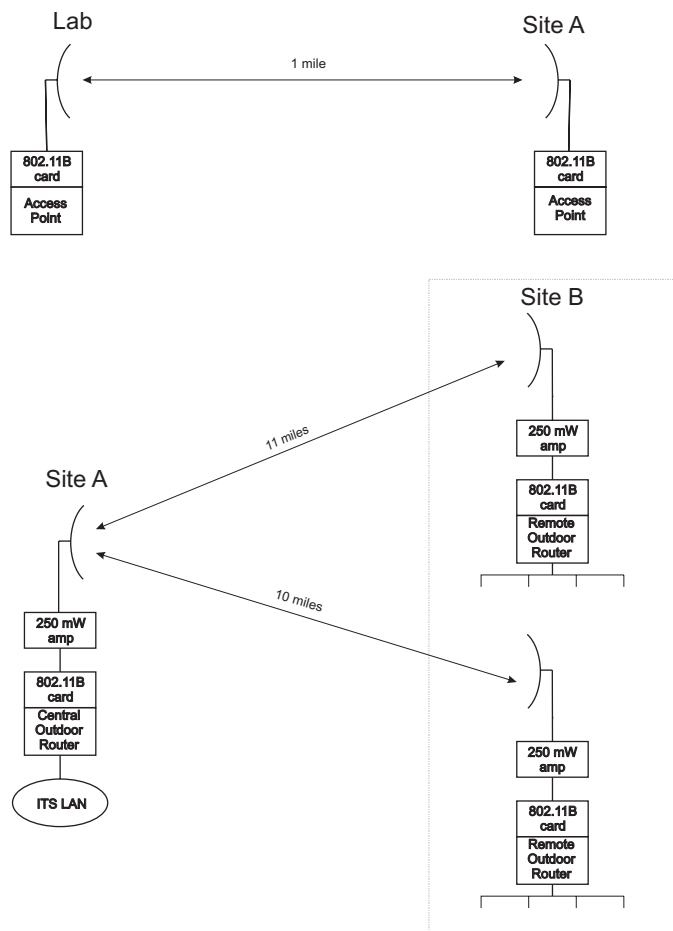 Lab
Site A
1 mile
802.11B
card
Access
Point
802.11B
card
Access
Point
Site B
11 miles
250 mW
amp
802.11B
card
Remote
Outdoor
Router
Site A
10 miles
250 mW
amp
802.11B
card
Central
Outdoor
Router
ITS LAN
250 mW
amp
802.11B
card
Remote
Outdoor
Router